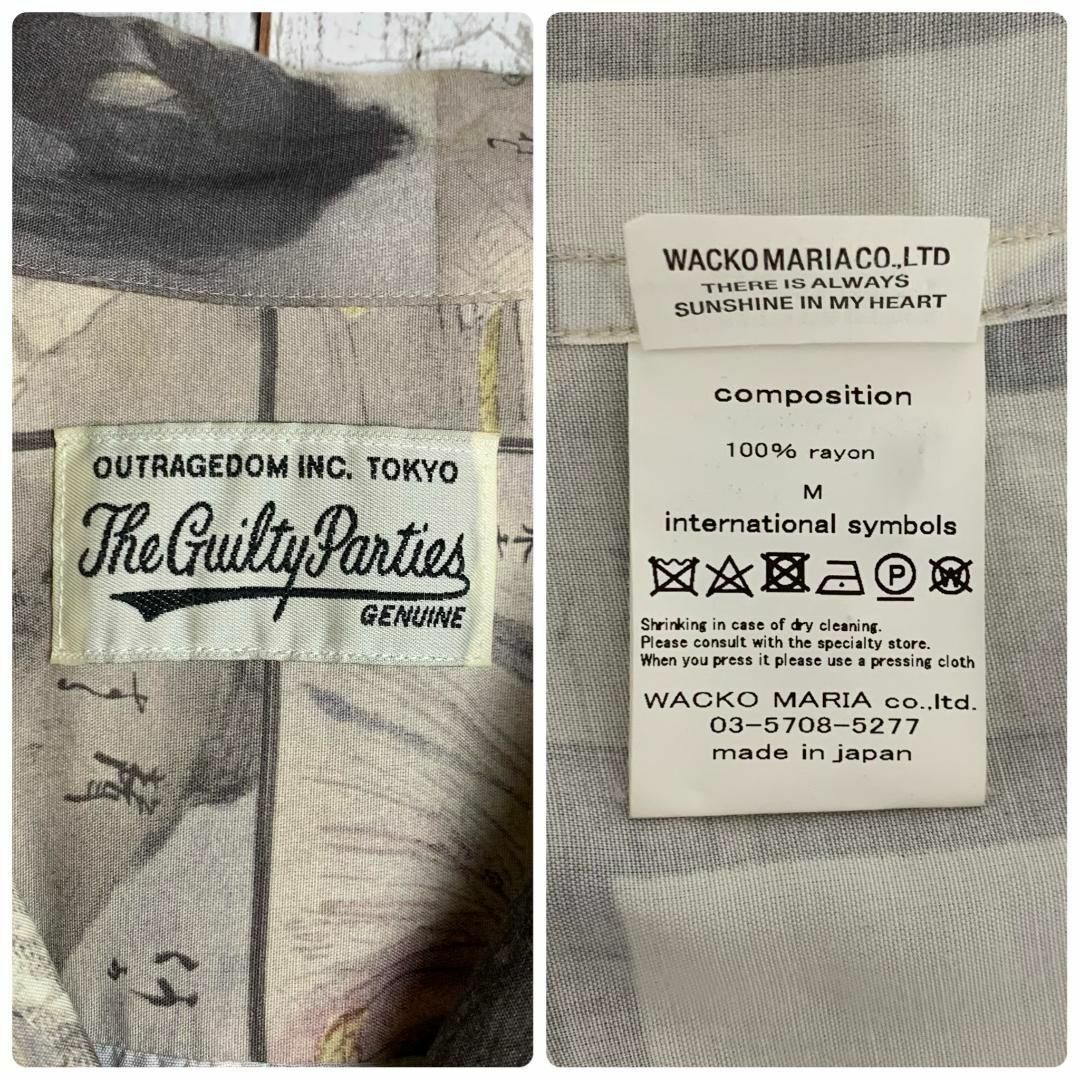 OUTRAGEDOM INC. TOKYO
The Guilty Parties
GENUINE
WACKO MARIA CO.,LTD
THERE IS ALWAYS
SUNSHINE IN MY HEART
composition
100% rayon
M
international symbols
P
W
Shrinking in case of dry cleaning.
Please consult with the specialty store.
When you press it please use a pressing cloth
WACKO MARIA co.,ltd.
03-5708-5277
made in japan